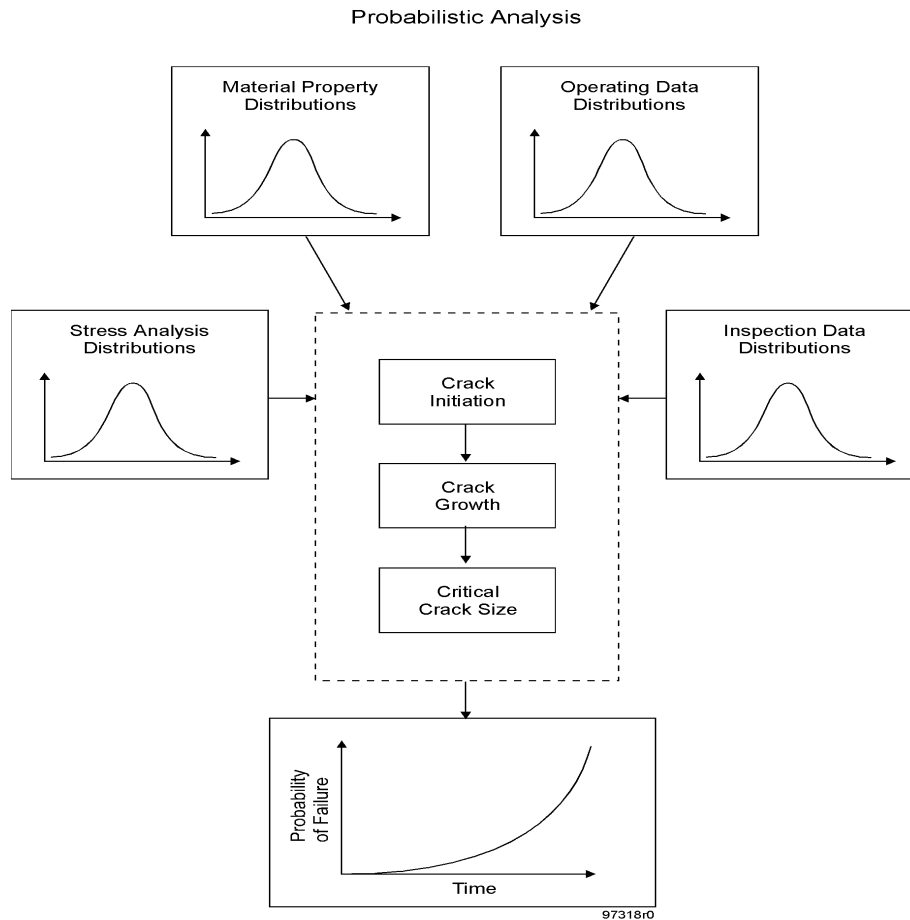 Probabilistic Analysis
Material Property
Distributions
Operating Data
Distributions
Stress Analysis
Distributions
Inspection Data
Distributions
Crack
Initiation
Crack
Growth
Critical
Crack Size
Probability
of Failure
Time
97318r0